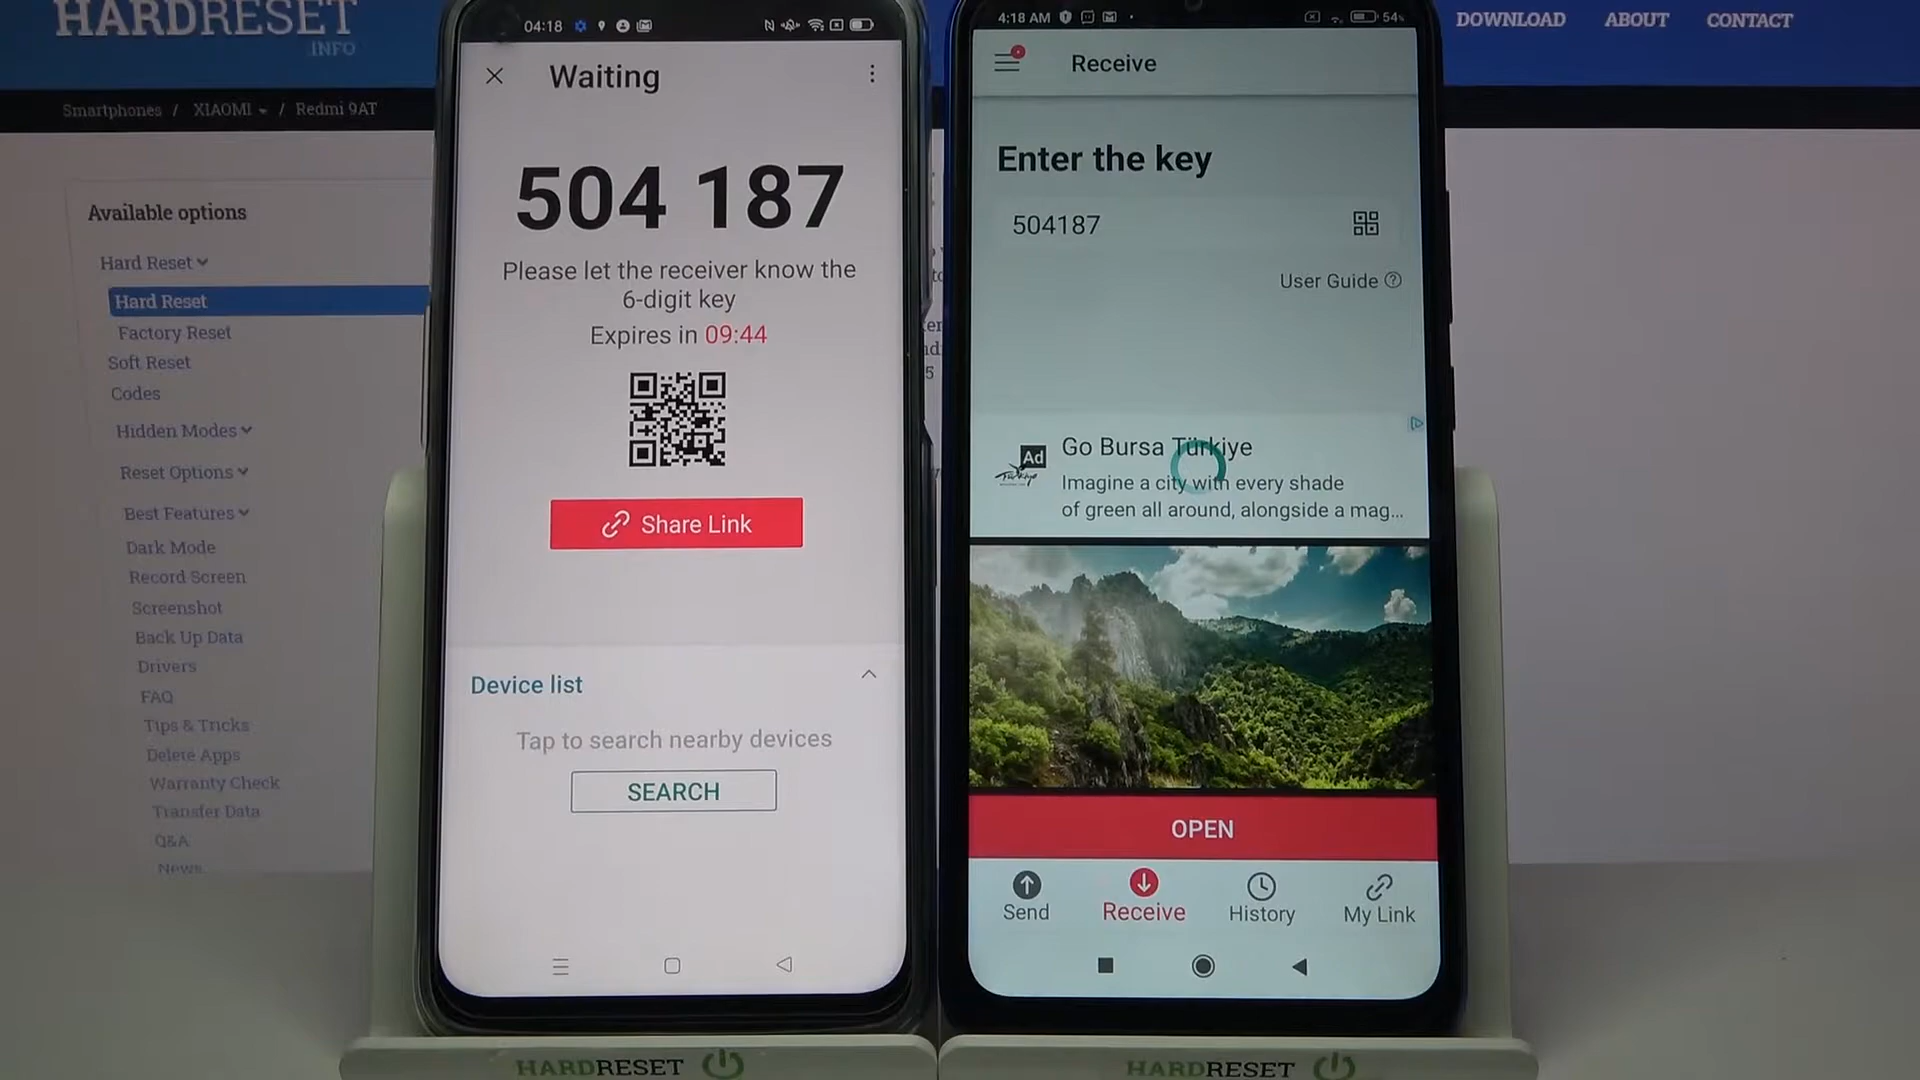 HARDRESET
INFO
DOWNLOAD
ABOUT
CONTACT
Smartphones / XIAOMI / Redmi 9AT
Available options
Hard Reset
Hard Reset
Factory Reset
Soft Reset
Codes
Hidden Modes
Reset Options
Best Features
Dark Mode
Record Screen
Screenshot
Back Up Data
Drivers
FAQ
Tips & Tricks
Delete Apps
Warranty Check
Transfer Data
Q&A
News
04:18
Waiting
504 187
Please let the receiver know the
6-digit key
Expires in 09:44
Share Link
Device list
Tap to search nearby devices
SEARCH
HARDRESET
4:18 AM
54%
Receive
Enter the key
504187
User Guide
Ad
Go Bursa Türkiye
Imagine a city with every shade
of green all around, alongside a mag...
OPEN
Send
Receive
History
My Link
HARDRESET